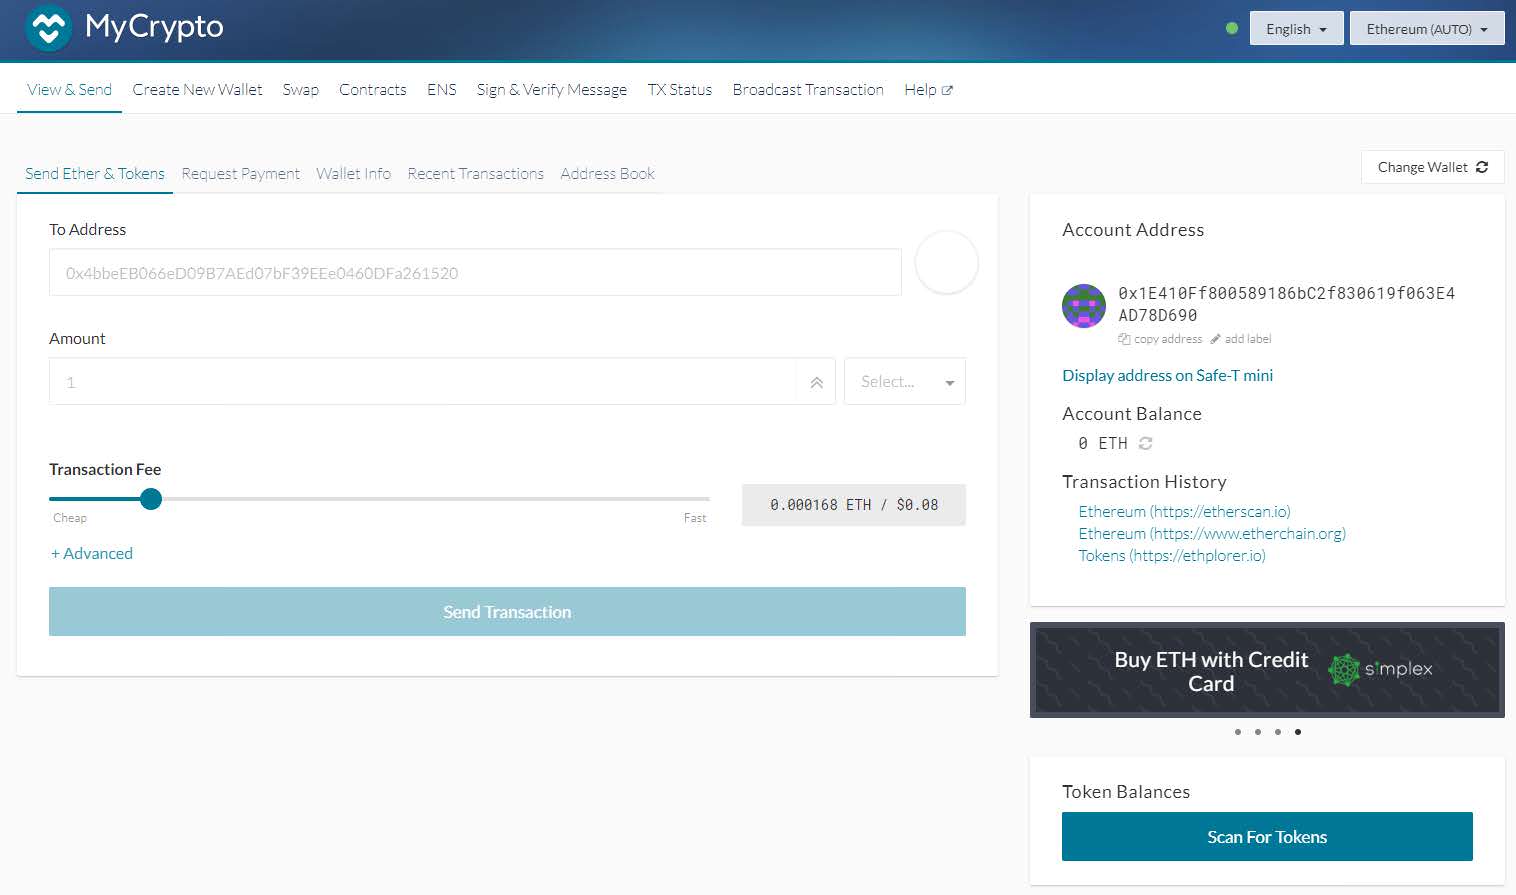 MyCrypto
English
Ethereum (AUTO)
View & Send Create New Wallet Swap Contracts ENS Sign & Verify Message TX Status Broadcast Transaction Help
Send Ether & Tokens Request Payment Wallet Info Recent Transactions Address Book
Change Wallet
To Address
0x4bbeEB066eD09B7AEd07bF39EEe0460DFa261520
Amount
1
Select...
Transaction Fee
Cheap
Fast
0.000168 ETH / $0.08
+ Advanced
Send Transaction
Account Address
0x1E410Ff800589186bC2f830619f063E4
AD78D690
copy address add label
Display address on Safe-T mini
Account Balance
0 ETH
Transaction History
Ethereum (https://etherscan.io)
Ethereum (https://www.etherchain.org)
Tokens (https://ethplorer.io)
Buy ETH with Credit
Card
simplex
Token Balances
Scan For Tokens